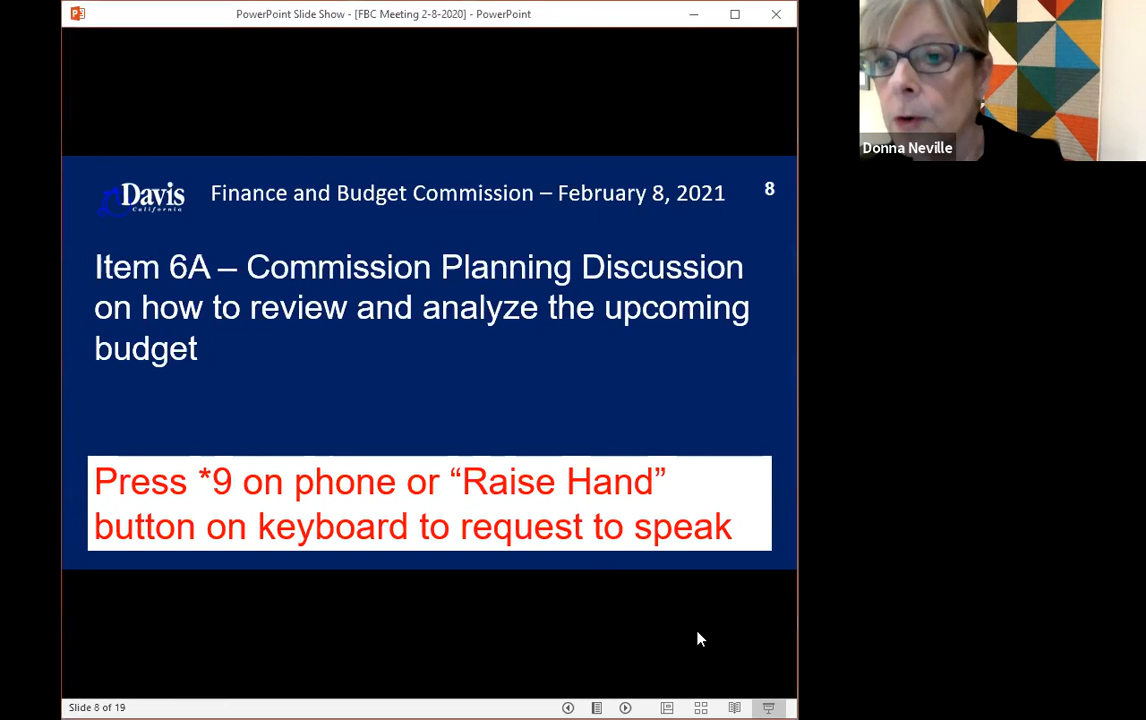 PowerPoint Slide Show - [FBC Meeting 2-8-2020] - PowerPoint
Donna Neville
Davis
California
Finance and Budget Commission – February 8, 2021
8
Item 6A – Commission Planning Discussion
on how to review and analyze the upcoming
budget
Press *9 on phone or “Raise Hand”
button on keyboard to request to speak
Slide 8 of 19